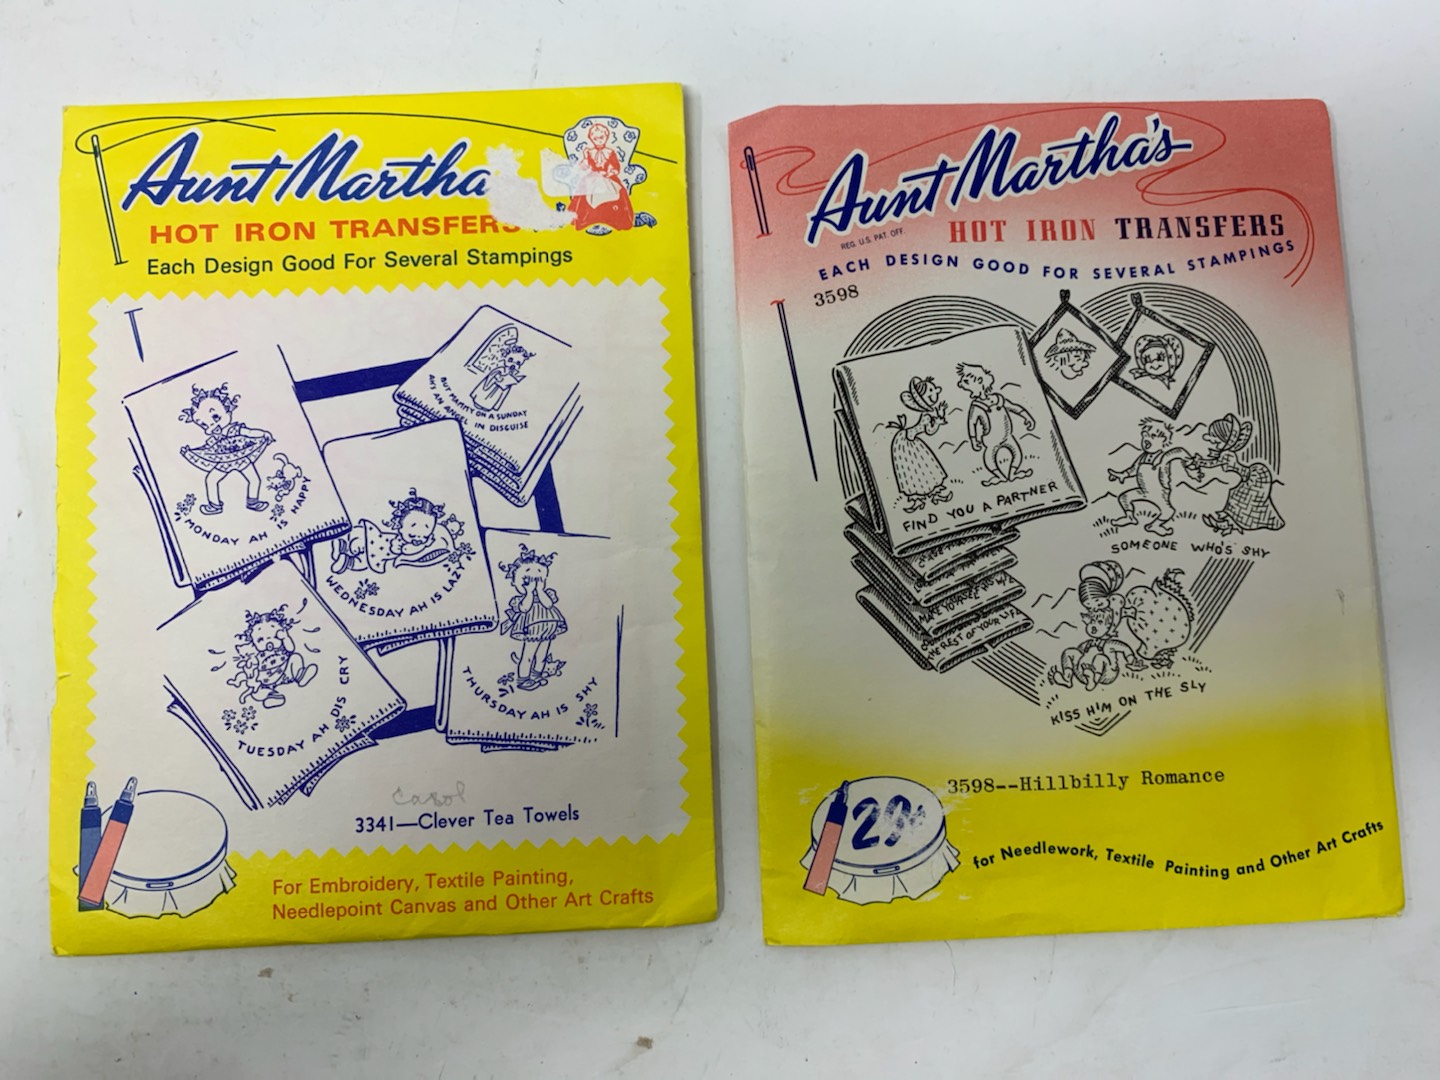 Aunt Martha
HOT IRON TRANSFERS
Each Design Good For Several Stampings
MONDAY AH IS HAPPY
BUT MAMMY ON A SUNDAY
AH'S AN ANGEL IN DISGUISE
WEDNESDAY AH IS LAZY
TUESDAY AH DIS CRY
THURSDAY AH IS SHY
Carol
3341—Clever Tea Towels
For Embroidery, Textile Painting,
Needlepoint Canvas and Other Art Crafts
Aunt Martha's
REG. U.S. PAT. OFF.
HOT IRON TRANSFERS
EACH DESIGN GOOD FOR SEVERAL STAMPINGS
3598
FIND YOU A PARTNER
SOMEONE WHO'S SHY
THE REST OF YOUR
KISS HIM ON THE SLY
3598--Hillbilly Romance
29¢
for Needlework, Textile Painting and Other Art Crafts